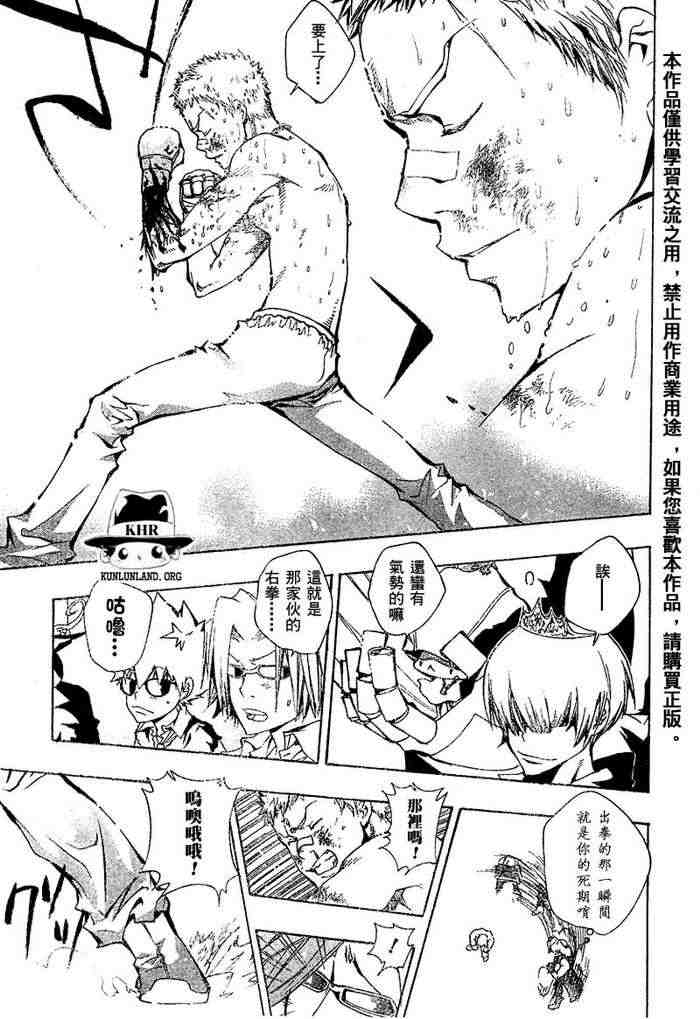 要上了…
誒——
還蠻有
氣勢的嘛
這就是
那家伙的
右拳……
咕嚕…
出拳的那一瞬間
就是你的死期唷
那裡嗎！
！
嗚噢哦哦！
KHR
KUNLUNLAND.ORG
本作品僅供學習交流之用，禁止用作商業用途，如果您喜歡本作品，請購買正版。